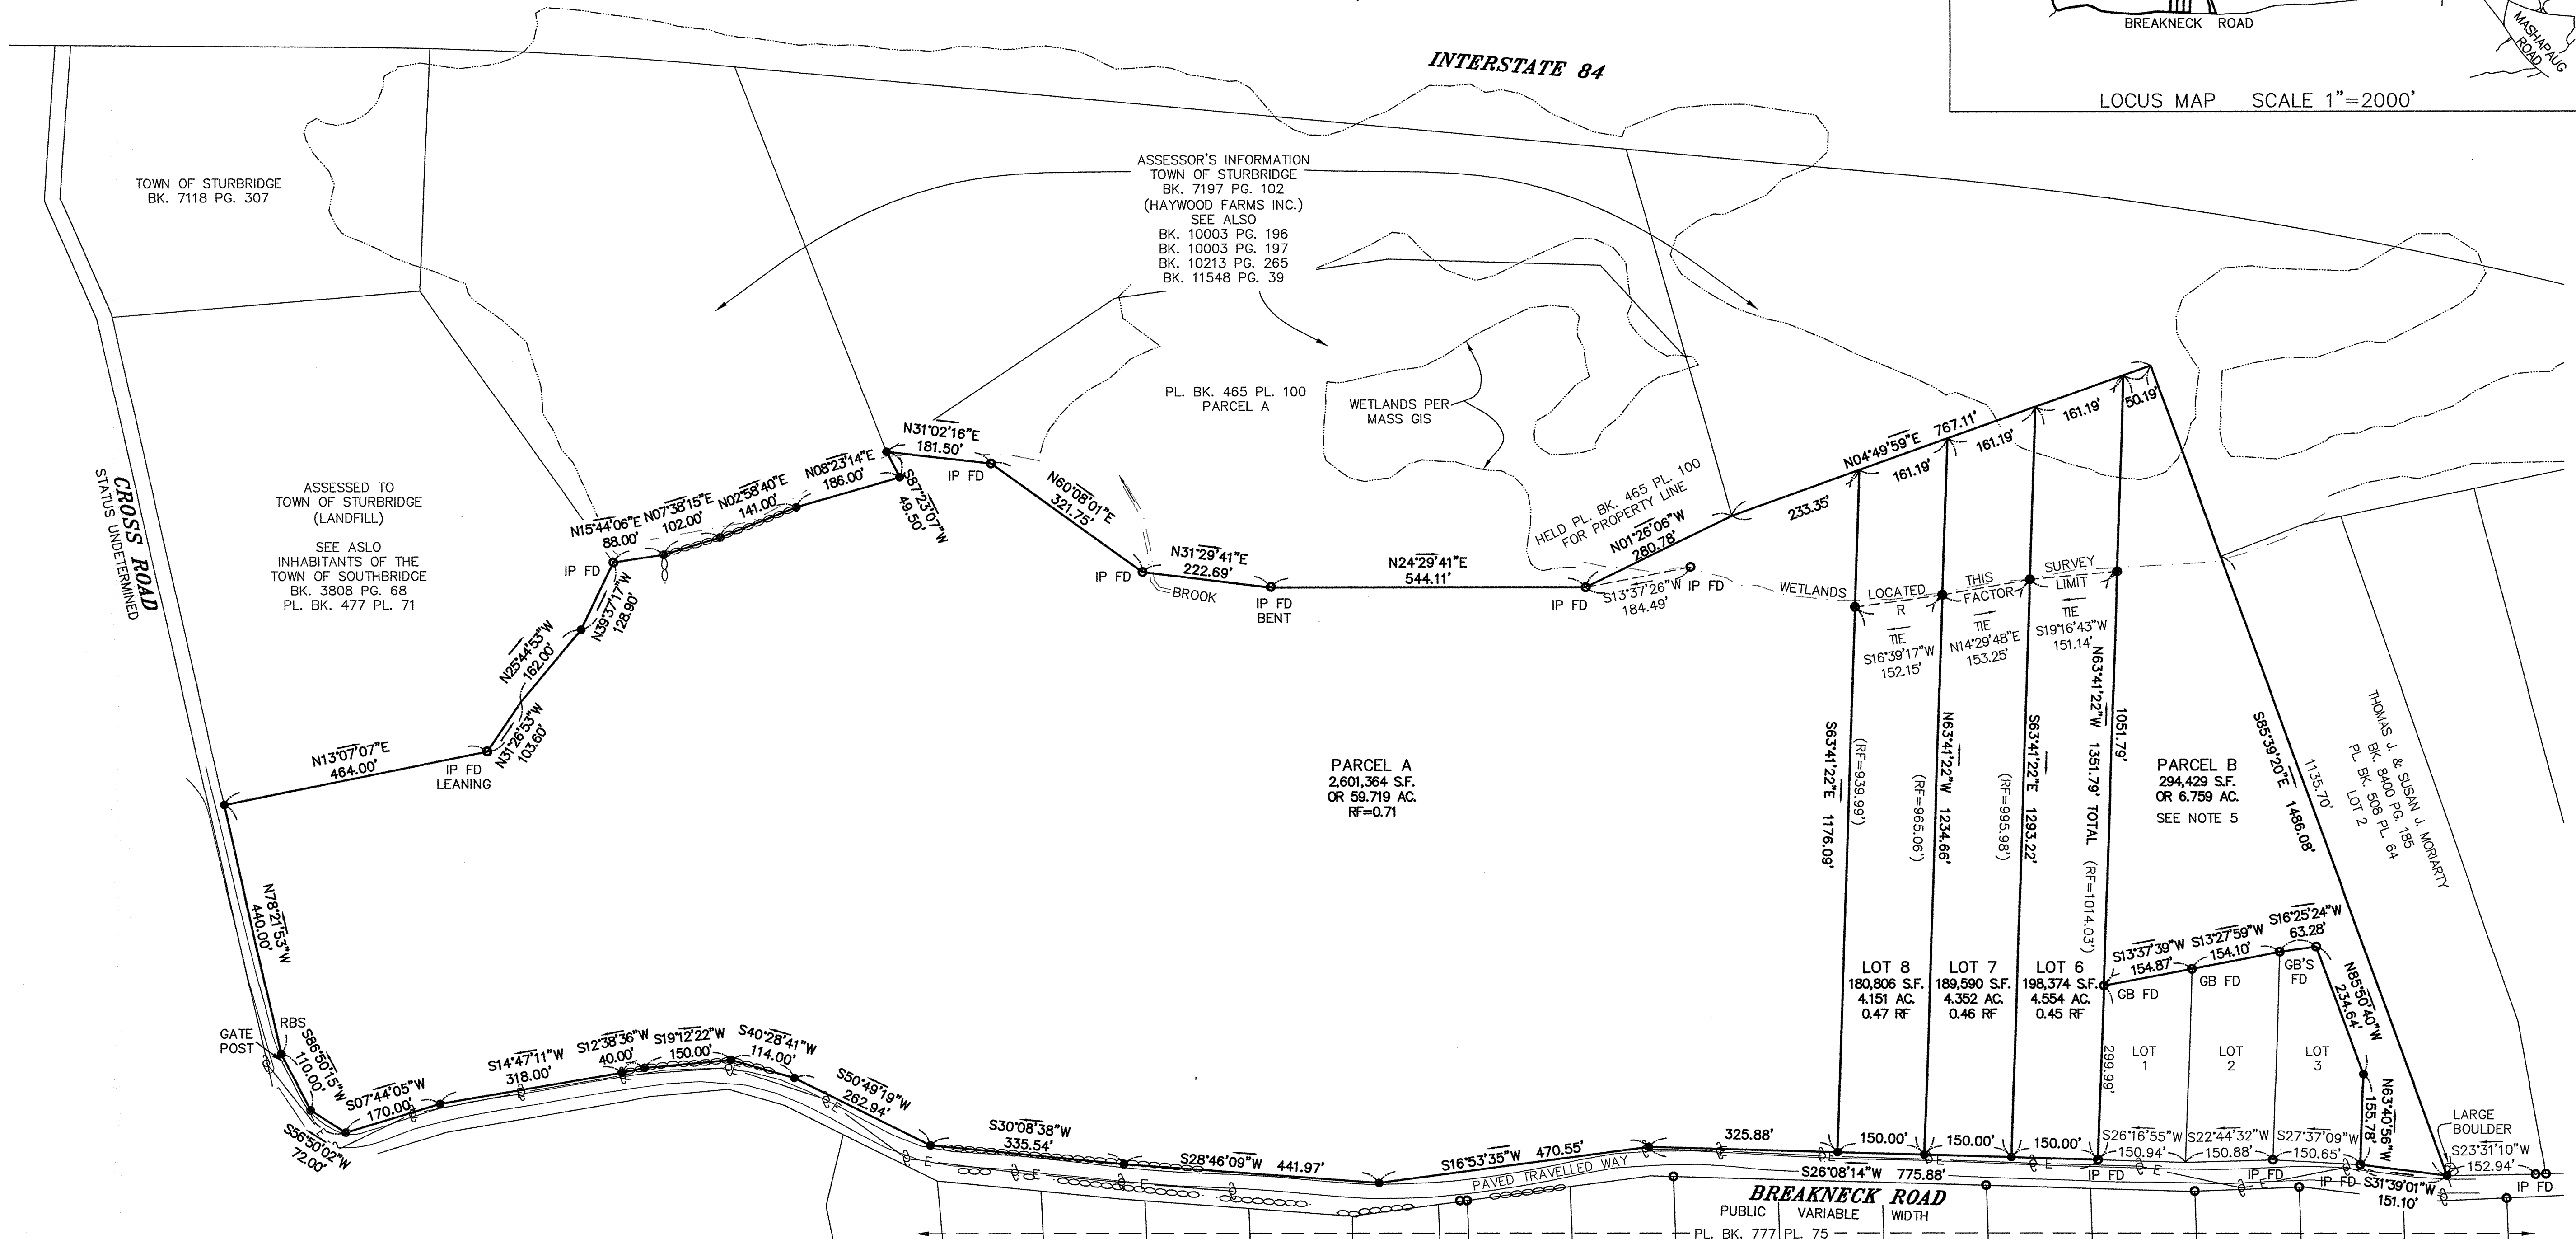 BREAKNECK ROAD
MASHAPAUG
ROAD
LOCUS MAP SCALE 1"=2000'
INTERSTATE 84
TOWN OF STURBRIDGE
BK. 7118 PG. 307
ASSESSOR'S INFORMATION
TOWN OF STURBRIDGE
BK. 7197 PG. 102
(HAYWOOD FARMS INC.)
SEE ALSO
BK. 10003 PG. 196
BK. 10003 PG. 197
BK. 10213 PG. 265
BK. 11548 PG. 39
PL. BK. 465 PL. 100
PARCEL A
WETLANDS PER
MASS GIS
CROSS ROAD
STATUS UNDETERMINED
ASSESSED TO
TOWN OF STURBRIDGE
(LANDFILL)
SEE ASLO
INHABITANTS OF THE
TOWN OF SOUTHBRIDGE
BK. 3808 PG. 68
PL. BK. 477 PL. 71
N13°07'07"E
464.00'
IP FD
LEANING
N31°26'53"W
103.60'
N25°44'53"W
162.00'
N39°37'17"W
128.90'
IP FD
N15°44'06"E
88.00'
N07°38'15"E
102.00'
N02°58'40"E
141.00'
N08°23'14"E
186.00'
S87°23'07"W
49.50'
N31°02'16"E
181.50'
IP FD
N60°08'01"E
321.75'
IP FD
BROOK
N31°29'41"E
222.69'
IP FD
BENT
N24°29'41"E
544.11'
IP FD
HELD PL. BK. 465 PL. 100
FOR PROPERTY LINE
N01°26'06"W
280.78'
S13°37'26"W
184.49'
IP FD
N04°49'59"E 767.11'
233.35'
161.19'
161.19'
161.19'
50.19'
WETLANDS LOCATED THIS SURVEY
R FACTOR LIMIT
TIE
S16°39'17"W
152.15'
TIE
N14°29'48"E
153.25'
TIE
S19°16'43"W
151.14'
S63°41'22"E 1176.09'
(RF=939.99')
N63°41'22"W 1234.66'
(RF=965.06')
S63°41'22"E 1293.22'
(RF=995.98')
N63°41'22"W 1351.79' TOTAL (RF=1014.03')
1051.79'
299.99'
PARCEL A
2,601,364 S.F.
OR 59.719 AC.
RF=0.71
PARCEL B
294,429 S.F.
OR 6.759 AC.
SEE NOTE 5
S85°39'20"E 1486.08'
1135.70'
THOMAS J. & SUSAN J. MORIARTY
BK. 8400 PG. 185
PL. BK. 508 PL 64
LOT 2
LOT 8
180,806 S.F.
4.151 AC.
0.47 RF
LOT 7
189,590 S.F.
4.352 AC.
0.46 RF
LOT 6
198,374 S.F.
4.554 AC.
0.45 RF
S13°37'39"W
154.87'
S13°27'59"W
154.10'
S16°25'24"W
63.28'
GB FD
GB FD
GB'S
FD
N85°50'40"W
234.64'
LOT
1
LOT
2
LOT
3
N63°40'56"W
155.78'
LARGE
BOULDER
S23°31'10"W
152.94'
IP FD
N78°21'53"W
440.00'
GATE
POST
RBS
S86°50'15"W
110.00'
S56°50'02"W
72.00'
S07°44'05"W
170.00'
S14°47'11"W
318.00'
S12°38'36"W
40.00'
S19°12'22"W
150.00'
S40°28'41"W
114.00'
S50°49'19"W
262.94'
S30°08'38"W
335.54'
S28°46'09"W 441.97'
S16°53'35"W 470.55'
PAVED TRAVELLED WAY
325.88'
150.00'
150.00'
150.00'
S26°08'14"W 775.88'
S26°16'55"W
150.94'
S22°44'32"W
150.88'
S27°37'09"W
150.65'
IP FD
IP FD
IP FD
S31°39'01"W
151.10'
E
E
E
E
E
E
E
E
BREAKNECK ROAD
PUBLIC VARIABLE WIDTH
PL. BK. 777 PL. 75